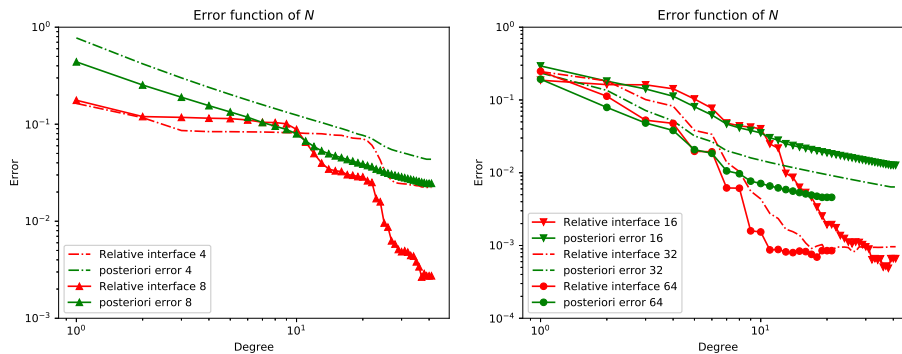 Error function of N
Error
10⁰
10⁻¹
10⁻²
10⁻³
Relative interface 4
posteriori error 4
Relative interface 8
posteriori error 8
10⁰
10¹
Degree
Error function of N
Error
10⁰
10⁻¹
10⁻²
10⁻³
10⁻⁴
Relative interface 16
posteriori error 16
Relative interface 32
posteriori error 32
Relative interface 64
posteriori error 64
10⁰
10¹
Degree